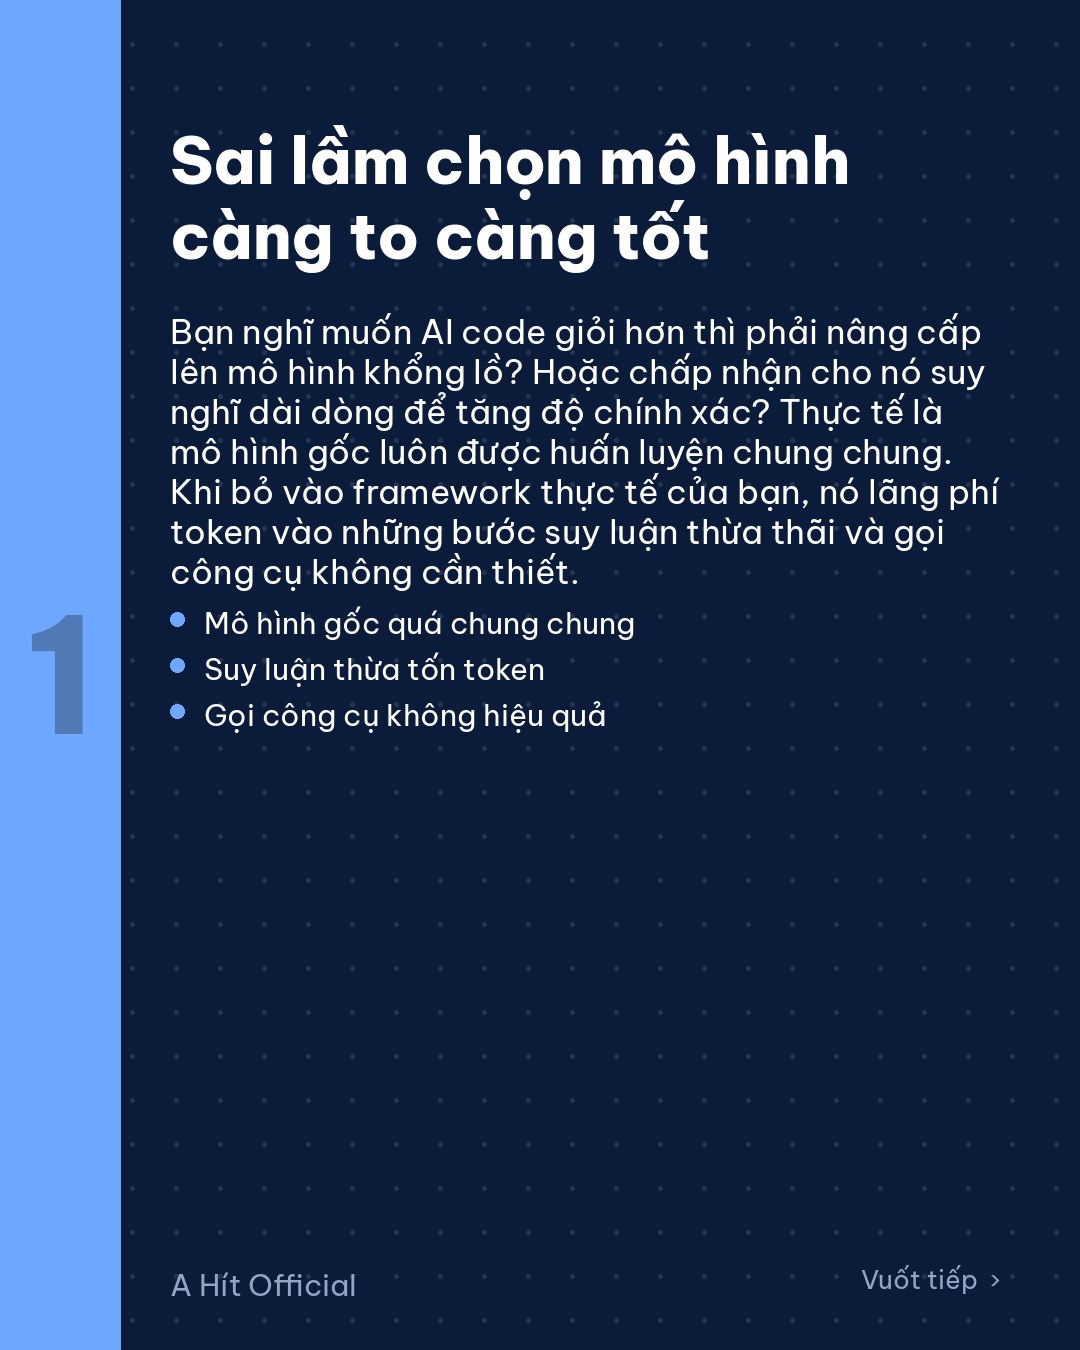 Sai lầm chọn mô hình
càng to càng tốt
Bạn nghĩ muốn AI code giỏi hơn thì phải nâng cấp
lên mô hình khổng lồ? Hoặc chấp nhận cho nó suy
nghĩ dài dòng để tăng độ chính xác? Thực tế là
mô hình gốc luôn được huấn luyện chung chung.
Khi bỏ vào framework thực tế của bạn, nó lãng phí
token vào những bước suy luận thừa thãi và gọi
công cụ không cần thiết.
Mô hình gốc quá chung chung
Suy luận thừa tốn token
Gọi công cụ không hiệu quả
1
A Hít Official
Vuốt tiếp ›